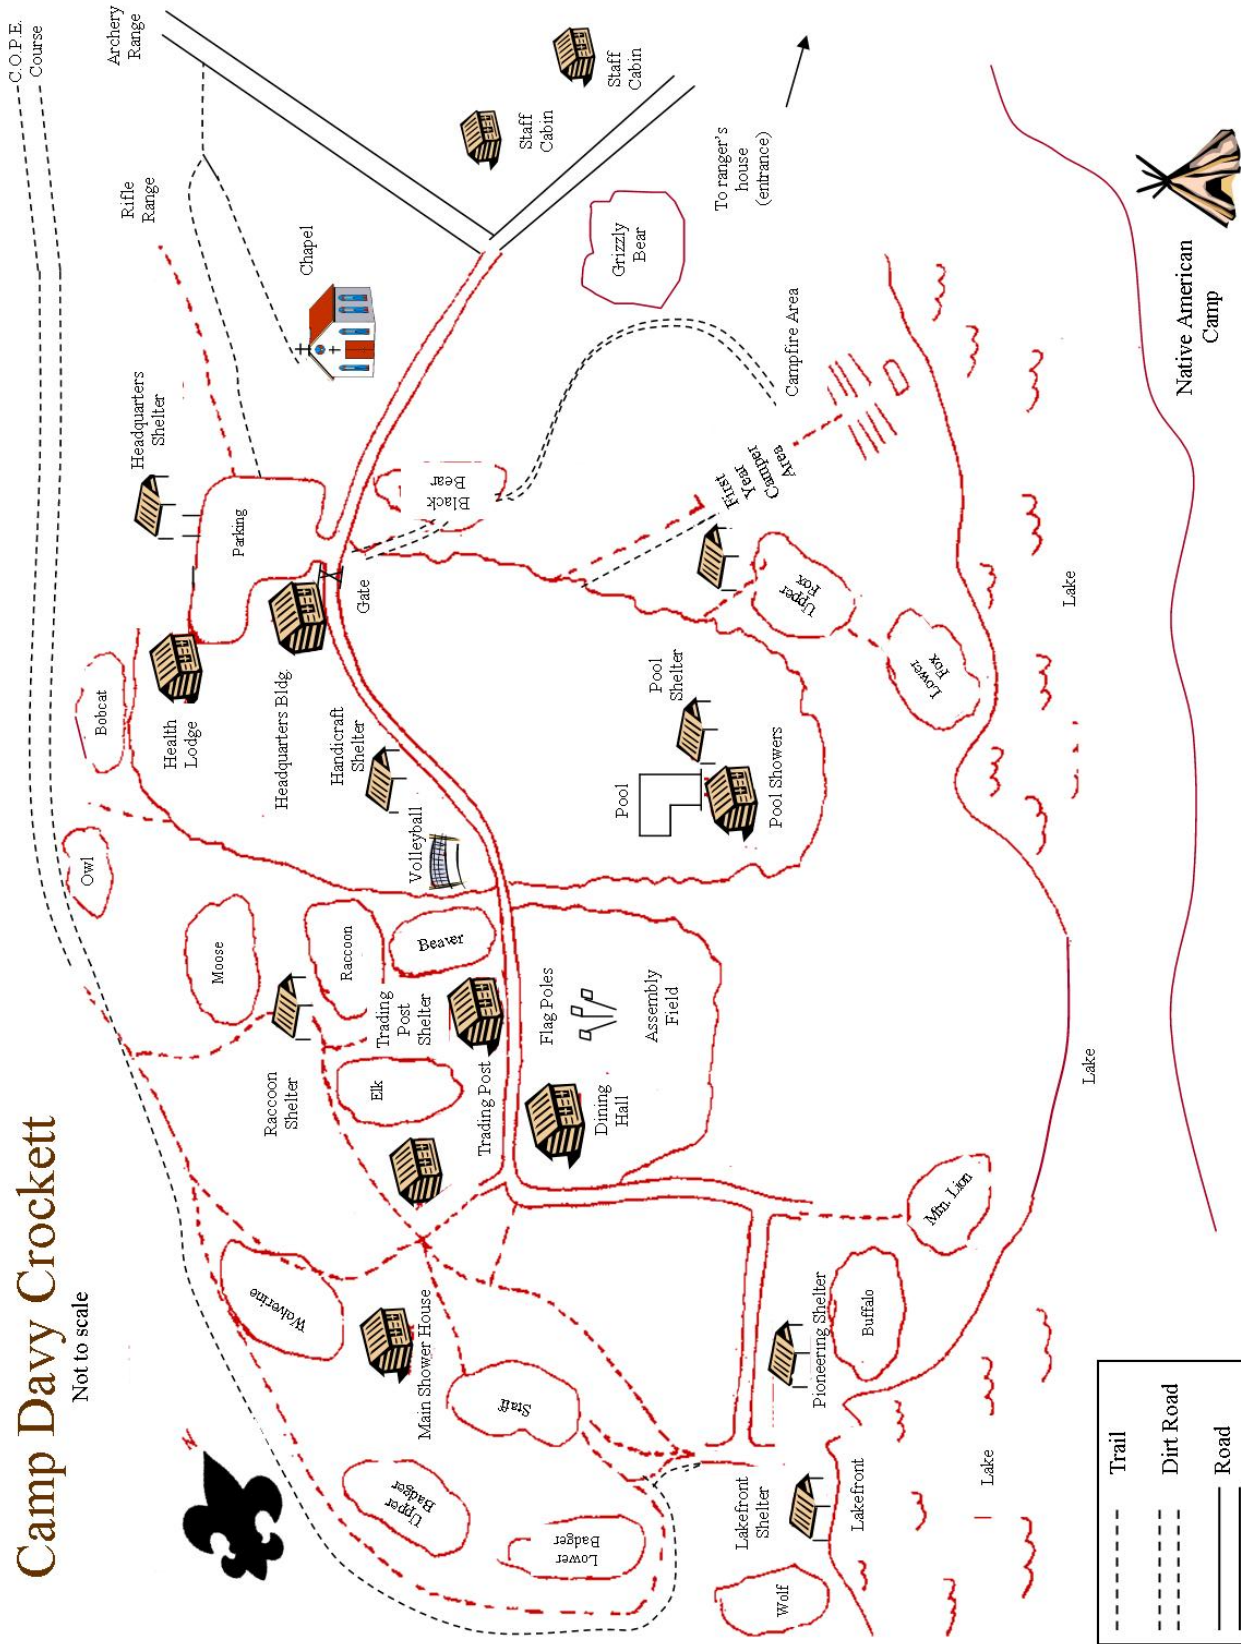 Camp Davy Crockett
Not to scale
N
C.O.P.E.
Course
Archery
Range
Rifle
Range
Staff
Cabin
Staff
Cabin
Chapel
Headquarters
Shelter
Parking
Bobcat
Health
Lodge
Headquarters Bldg.
Gate
Black
Bear
Grizzly
Bear
To ranger's
house
(entrance)
Campfire Area
First
Year
Camper
Area
Native American
Camp
Owl
Handicraft
Shelter
Volleyball
Moose
Raccoon
Beaver
Raccoon
Shelter
Trading
Post
Shelter
Elk
Trading Post
Flag Poles
Assembly
Field
Dining
Hall
Pool
Pool
Shelter
Pool Showers
Upper
Fox
Lower
Fox
Lake
Lake
Wolverine
Main Shower House
Staff
Upper
Badger
Lower
Badger
Mtn. Lion
Buffalo
Pioneering Shelter
Lakefront
Shelter
Lakefront
Wolf
Lake
Trail
Dirt Road
Road